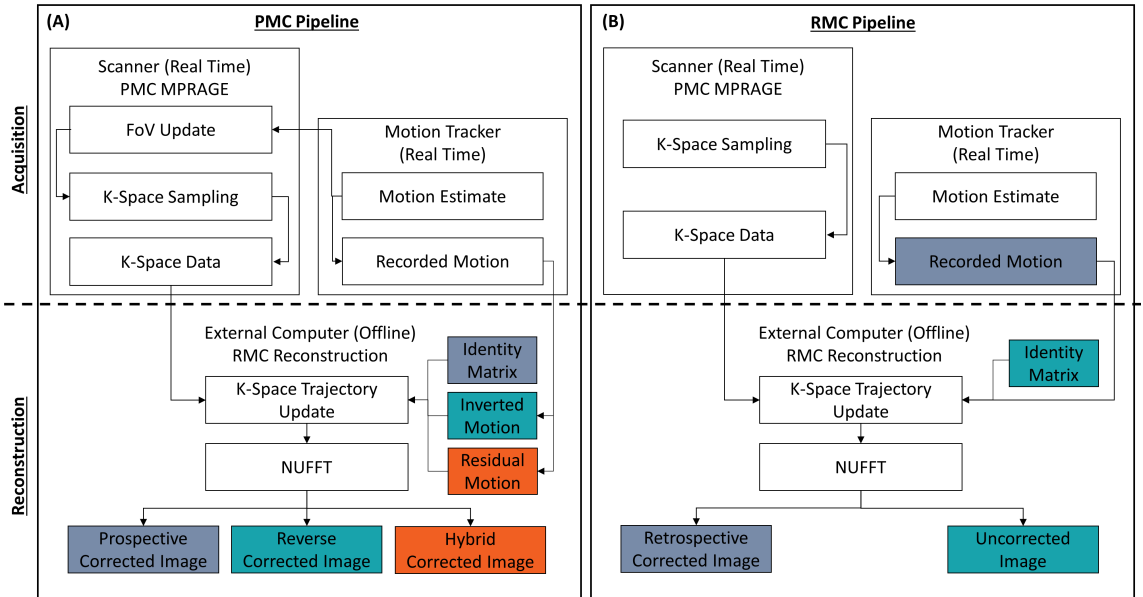 (A)
PMC Pipeline
Scanner (Real Time)
PMC MPRAGE
FoV Update
K-Space Sampling
K-Space Data
Motion Tracker
(Real Time)
Motion Estimate
Recorded Motion
External Computer (Offline)
RMC Reconstruction
K-Space Trajectory
Update
Identity
Matrix
Inverted
Motion
Residual
Motion
NUFFT
Prospective
Corrected Image
Reverse
Corrected Image
Hybrid
Corrected Image
(B)
RMC Pipeline
Scanner (Real Time)
PMC MPRAGE
K-Space Sampling
K-Space Data
Motion Tracker
(Real Time)
Motion Estimate
Recorded Motion
External Computer (Offline)
RMC Reconstruction
Identity
Matrix
K-Space Trajectory
Update
NUFFT
Retrospective
Corrected Image
Uncorrected
Image
Acquisition
Reconstruction